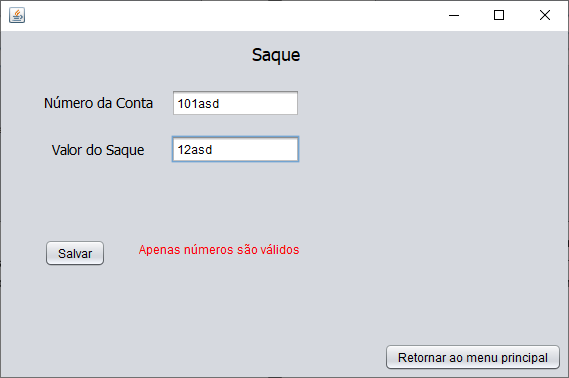 Saque
Número da Conta 101asd
Valor do Saque 12asd
Salvar Apenas números são válidos
Retornar ao menu principal